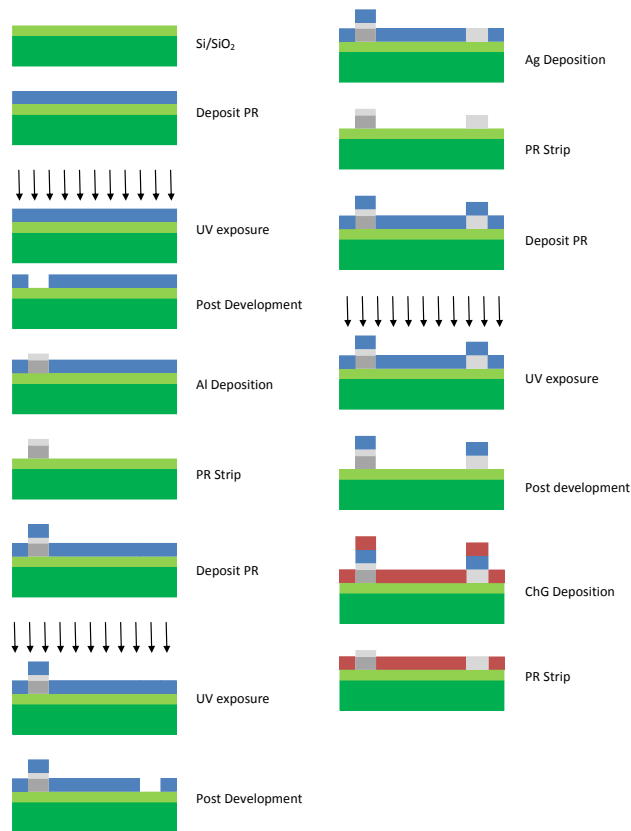 Si/SiO₂
Deposit PR
UV exposure
Post Development
Al Deposition
PR Strip
Deposit PR
UV exposure
Post Development
Ag Deposition
PR Strip
Deposit PR
UV exposure
Post development
ChG Deposition
PR Strip